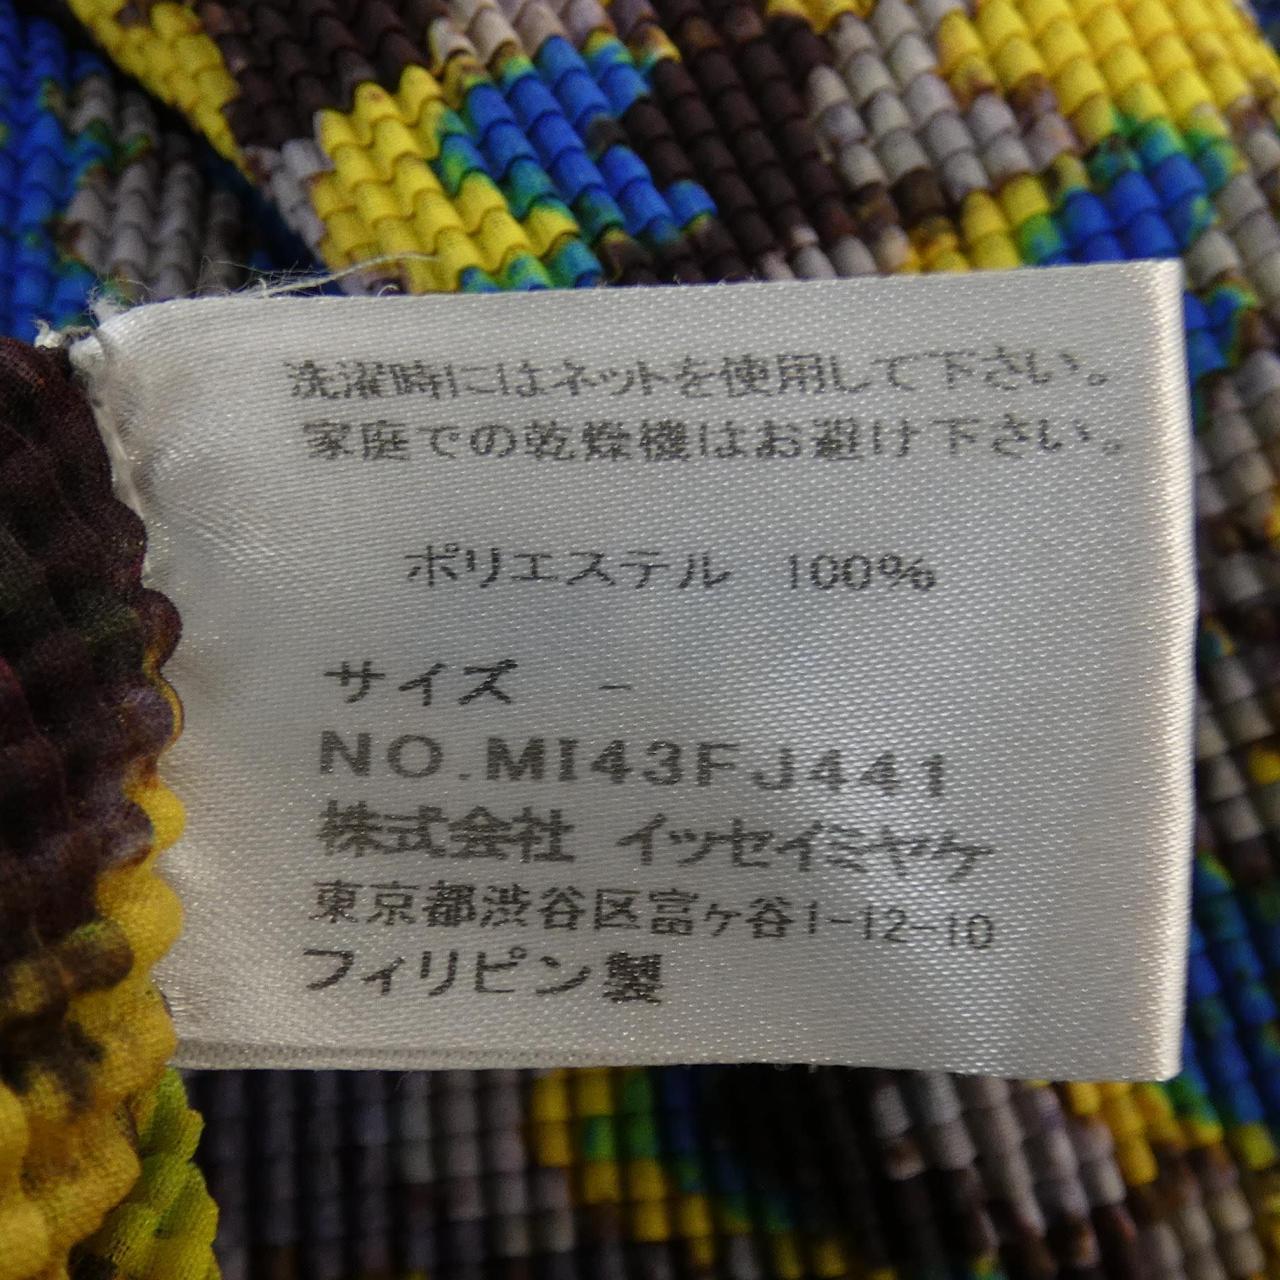 洗濯時にはネットを使用して下さい。
家庭での乾燥機はお避け下さい。
ポリエステル 100%
サイズ -
NO.MI43FJ441
株式会社 イッセイミヤケ
東京都渋谷区富ヶ谷1-12-10
フィリピン製